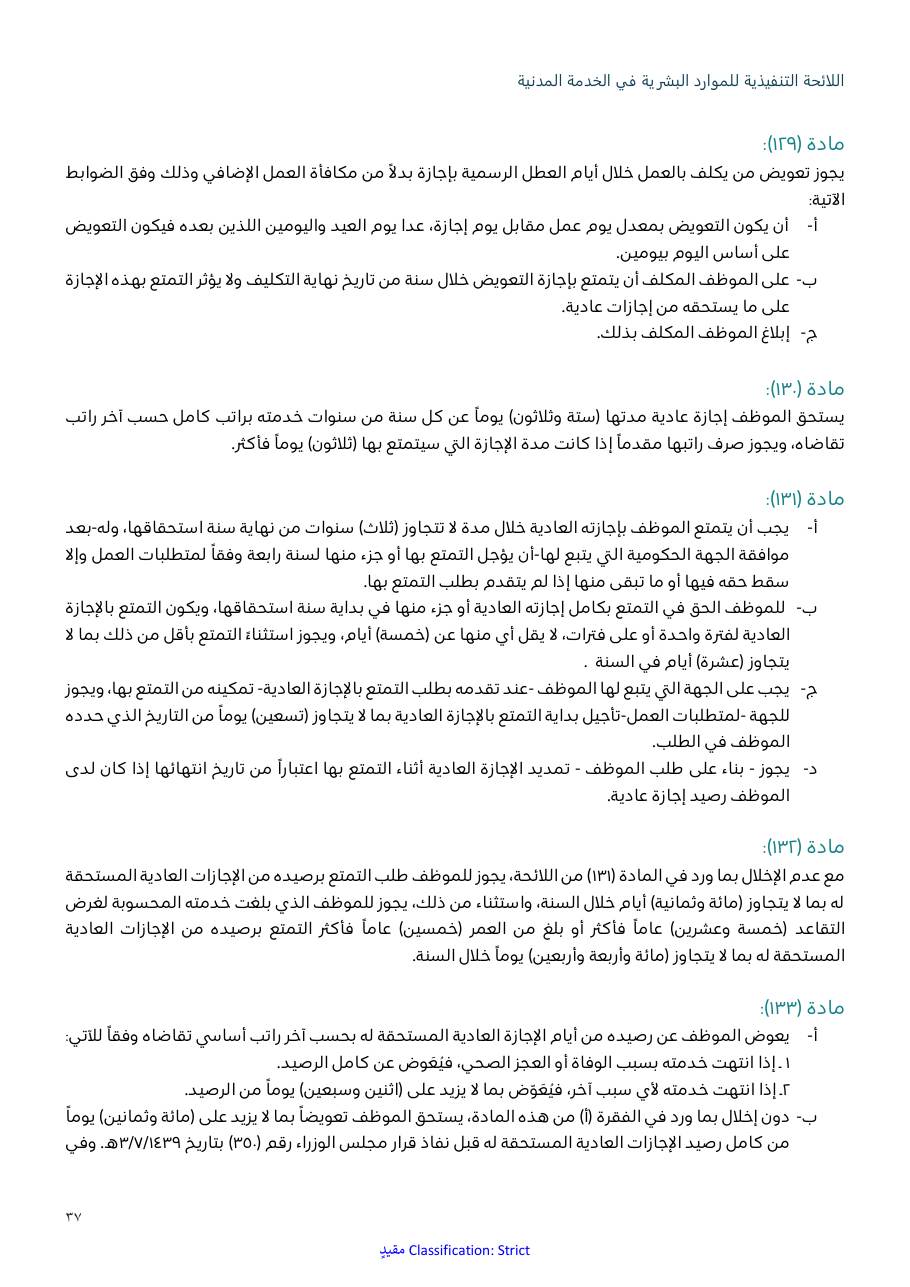 اللائحة التنفيذية للموارد البشرية في الخدمة المدنية
مادة (١٢٩):
يجوز تعويض من يكلف بالعمل خلال أيام العطل الرسمية بإجازة بدلاً من مكافأة العمل الإضافي وذلك وفق الضوابط
الآتية:
أ- أن يكون التعويض بمعدل يوم عمل مقابل يوم إجازة، عدا يوم العيد واليومين اللذين بعده فيكون التعويض
على أساس اليوم بيومين.
ب- على الموظف المكلف أن يتمتع بإجازة التعويض خلال سنة من تاريخ نهاية التكليف ولا يؤثر التمتع بهذه الإجازة
على ما يستحقه من إجازات عادية.
ج- إبلاغ الموظف المكلف بذلك.
مادة (١٣٠):
يستحق الموظف إجازة عادية مدتها (ستة وثلاثون) يوماً عن كل سنة من سنوات خدمته براتب كامل حسب آخر راتب
تقاضاه، ويجوز صرف راتبها مقدماً إذا كانت مدة الإجازة التي سيتمتع بها (ثلاثون) يوماً فأكثر.
مادة (١٣١):
أ- يجب أن يتمتع الموظف بإجازته العادية خلال مدة لا تتجاوز (ثلاث) سنوات من نهاية سنة استحقاقها، وله-بعد
موافقة الجهة الحكومية التي يتبع لها-أن يؤجل التمتع بها أو جزء منها لسنة رابعة وفقاً لمتطلبات العمل وإلا
سقط حقه فيها أو ما تبقى منها إذا لم يتقدم بطلب التمتع بها.
ب- للموظف الحق في التمتع بكامل إجازته العادية أو جزء منها في بداية سنة استحقاقها، ويكون التمتع بالإجازة
العادية لفترة واحدة أو على فترات، لا يقل أي منها عن (خمسة) أيام، ويجوز استثناءً التمتع بأقل من ذلك بما لا
يتجاوز (عشرة) أيام في السنة .
ج- يجب على الجهة التي يتبع لها الموظف -عند تقدمه بطلب التمتع بالإجازة العادية- تمكينه من التمتع بها، ويجوز
للجهة -لمتطلبات العمل-تأجيل بداية التمتع بالإجازة العادية بما لا يتجاوز (تسعين) يوماً من التاريخ الذي حدده
الموظف في الطلب.
د- يجوز - بناء على طلب الموظف - تمديد الإجازة العادية أثناء التمتع بها اعتباراً من تاريخ انتهائها إذا كان لدى
الموظف رصيد إجازة عادية.
مادة (١٣٢):
مع عدم الإخلال بما ورد في المادة (١٣١) من اللائحة، يجوز للموظف طلب التمتع برصيده من الإجازات العادية المستحقة
له بما لا يتجاوز (مائة وثمانية) أيام خلال السنة، واستثناء من ذلك، يجوز للموظف الذي بلغت خدمته المحسوبة لغرض
التقاعد (خمسة وعشرين) عاماً فأكثر أو بلغ من العمر (خمسين) عاماً فأكثر التمتع برصيده من الإجازات العادية
المستحقة له بما لا يتجاوز (مائة وأربعة وأربعين) يوماً خلال السنة.
مادة (١٣٣):
أ- يعوض الموظف عن رصيده من أيام الإجازة العادية المستحقة له بحسب آخر راتب أساسي تقاضاه وفقاً للآتي:
١ـ إذا انتهت خدمته بسبب الوفاة أو العجز الصحي، فيُعَوض عن كامل الرصيد.
٢ـ إذا انتهت خدمته لأي سبب آخر، فيُعَوّض بما لا يزيد على (اثنين وسبعين) يوماً من الرصيد.
ب- دون إخلال بما ورد في الفقرة (أ) من هذه المادة، يستحق الموظف تعويضاً بما لا يزيد على (مائة وثمانين) يوماً
من كامل رصيد الإجازات العادية المستحقة له قبل نفاذ قرار مجلس الوزراء رقم (٣٥٠) بتاريخ ٣/٧/١٤٣٩هـ. وفي
٣٧
Classification: Strict مقيد